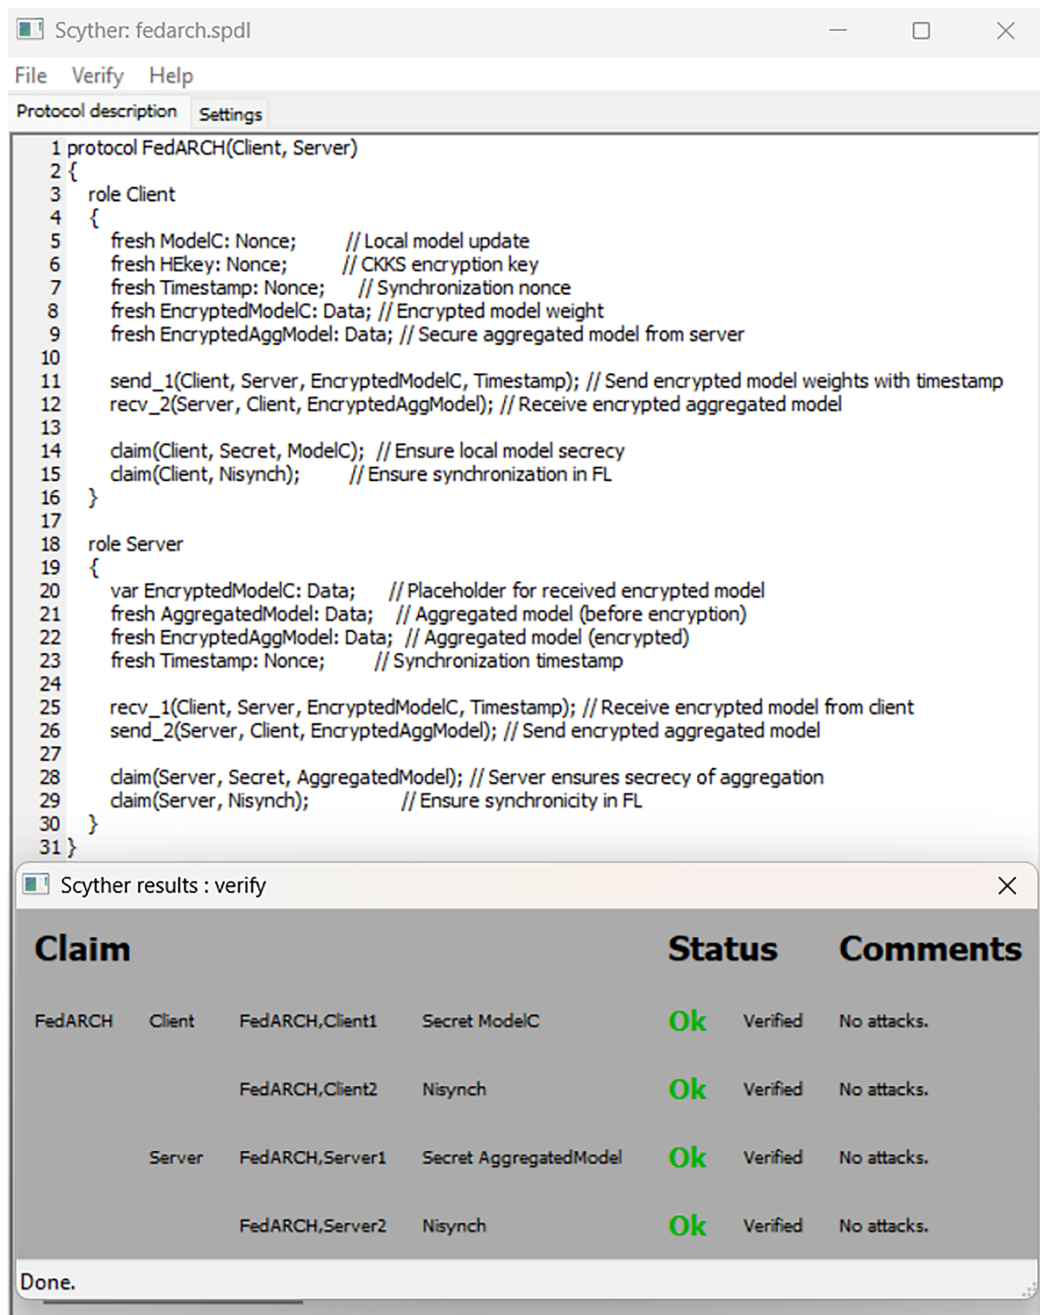 Scyther: fedarch.spdl
File Verify Help
Protocol description Settings
1 protocol FedARCH(Client, Server)
2 {
3 role Client
4 {
5 fresh ModelC: Nonce; // Local model update
6 fresh HEkey: Nonce; // CKKS encryption key
7 fresh Timestamp: Nonce; // Synchronization nonce
8 fresh EncryptedModelC: Data; // Encrypted model weight
9 fresh EncryptedAggModel: Data; // Secure aggregated model from server
10
11 send_1(Client, Server, EncryptedModelC, Timestamp); // Send encrypted model weights with timestamp
12 recv_2(Server, Client, EncryptedAggModel); // Receive encrypted aggregated model
13
14 claim(Client, Secret, ModelC); // Ensure local model secrecy
15 claim(Client, Nisynch); // Ensure synchronization in FL
16 }
17
18 role Server
19 {
20 var EncryptedModelC: Data; // Placeholder for received encrypted model
21 fresh AggregatedModel: Data; // Aggregated model (before encryption)
22 fresh EncryptedAggModel: Data; // Aggregated model (encrypted)
23 fresh Timestamp: Nonce; // Synchronization timestamp
24
25 recv_1(Client, Server, EncryptedModelC, Timestamp); // Receive encrypted model from client
26 send_2(Server, Client, EncryptedAggModel); // Send encrypted aggregated model
27
28 claim(Server, Secret, AggregatedModel); // Server ensures secrecy of aggregation
29 claim(Server, Nisynch); // Ensure synchronicity in FL
30 }
31 }
Scyther results : verify
Claim Status Comments
FedARCH Client FedARCH,Client1 Secret ModelC Ok Verified No attacks.
FedARCH,Client2 Nisynch Ok Verified No attacks.
Server FedARCH,Server1 Secret AggregatedModel Ok Verified No attacks.
FedARCH,Server2 Nisynch Ok Verified No attacks.
Done.